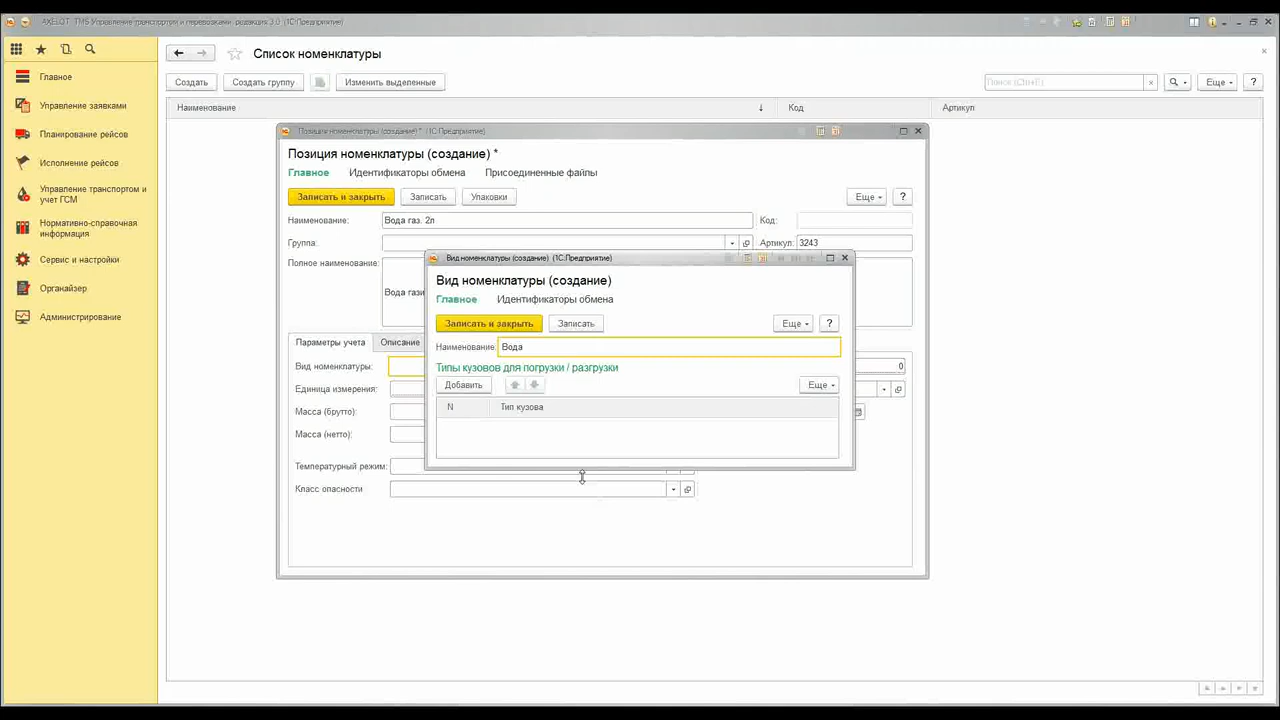 AXELOT TMS Управление транспортом и перевозками, редакция 3.0 (1С:Предприятие)
Главное
Управление заявками
Планирование рейсов
Исполнение рейсов
Управление транспортом и
учет ГСМ
Нормативно-справочная
информация
Сервис и настройки
Органайзер
Администрирование
Список номенклатуры
Создать Создать группу Изменить выделенные Поиск (Ctrl+F) × Еще ?
Наименование ↓ Код Артикул
Позиция номенклатуры (создание) * (1С:Предприятие)
Позиция номенклатуры (создание) *
Главное Идентификаторы обмена Присоединенные файлы
Записать и закрыть Записать Упаковки Еще ?
Наименование: Вода газ. 2л Код:
Группа: Артикул: 3243
Полное наименование:
Вода гази
Параметры учета Описание
Вид номенклатуры: 0
Единица измерения:
Масса (брутто):
Масса (нетто):
Температурный режим:
Класс опасности
Вид номенклатуры (создание) (1С:Предприятие)
Вид номенклатуры (создание)
Главное Идентификаторы обмена
Записать и закрыть Записать Еще ?
Наименование: Вода
Типы кузовов для погрузки / разгрузки
Добавить Еще
N Тип кузова